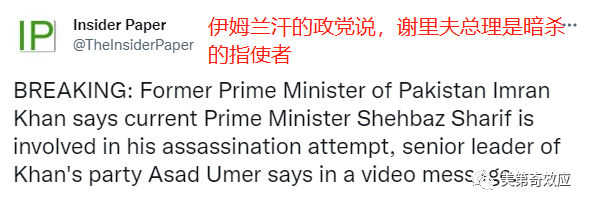 IP
Insider Paper
@TheInsiderPaper
伊姆兰汗的政党说，谢里夫总理是暗杀
的指使者
BREAKING: Former Prime Minister of Pakistan Imran
Khan says current Prime Minister Shehbaz Sharif is
involved in his assassination attempt, senior leader of
Khan's party Asad Umer says in a video message.
美第奇效应